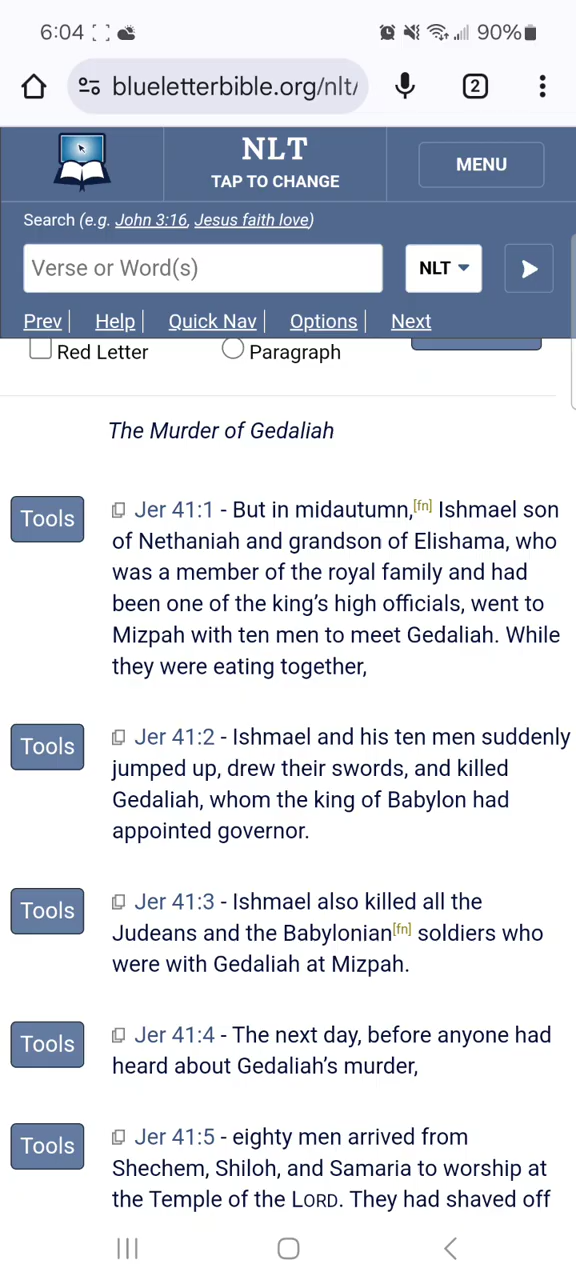 6:04
90%
blueletterbible.org/nlt/
2
NLT
TAP TO CHANGE
MENU
Search (e.g. John 3:16, Jesus faith love)
Verse or Word(s)
NLT
Prev | Help | Quick Nav | Options | Next
Red Letter
Paragraph
The Murder of Gedaliah
Tools
Jer 41:1 - But in midautumn,[fn] Ishmael son
of Nethaniah and grandson of Elishama, who
was a member of the royal family and had
been one of the king’s high officials, went to
Mizpah with ten men to meet Gedaliah. While
they were eating together,
Tools
Jer 41:2 - Ishmael and his ten men suddenly
jumped up, drew their swords, and killed
Gedaliah, whom the king of Babylon had
appointed governor.
Tools
Jer 41:3 - Ishmael also killed all the
Judeans and the Babylonian[fn] soldiers who
were with Gedaliah at Mizpah.
Tools
Jer 41:4 - The next day, before anyone had
heard about Gedaliah’s murder,
Tools
Jer 41:5 - eighty men arrived from
Shechem, Shiloh, and Samaria to worship at
the Temple of the LORD. They had shaved off